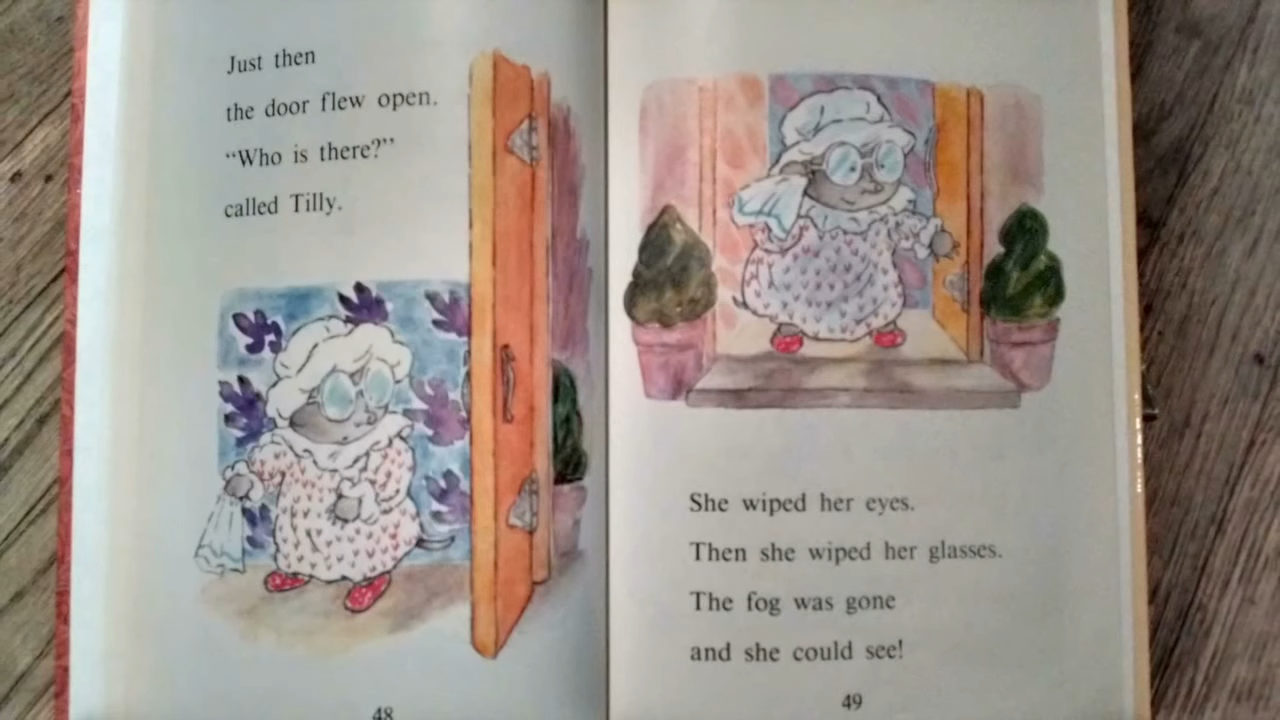 Just then
the door flew open.
“Who is there?”
called Tilly.
48
She wiped her eyes.
Then she wiped her glasses.
The fog was gone
and she could see!
49